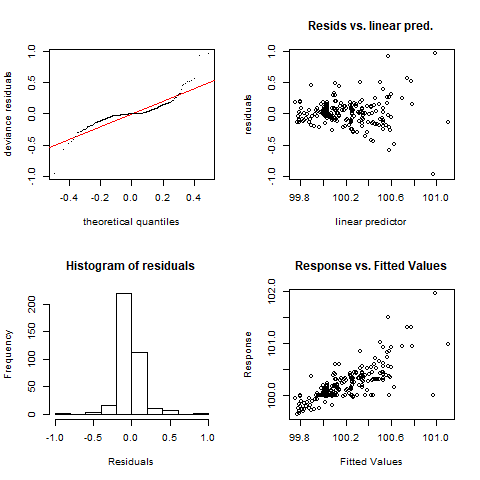 deviance residuals
1.0
0.5
0.0
-0.5
-1.0
-0.4 -0.2 0.0 0.2 0.4
theoretical quantiles
Resids vs. linear pred.
residuals
1.0
0.5
0.0
-0.5
-1.0
99.8 100.2 100.6 101.0
linear predictor
Histogram of residuals
Frequency
200
150
100
50
0
-1.0 -0.5 0.0 0.5 1.0
Residuals
Response vs. Fitted Values
Response
102.0
101.0
100.0
99.8 100.2 100.6 101.0
Fitted Values